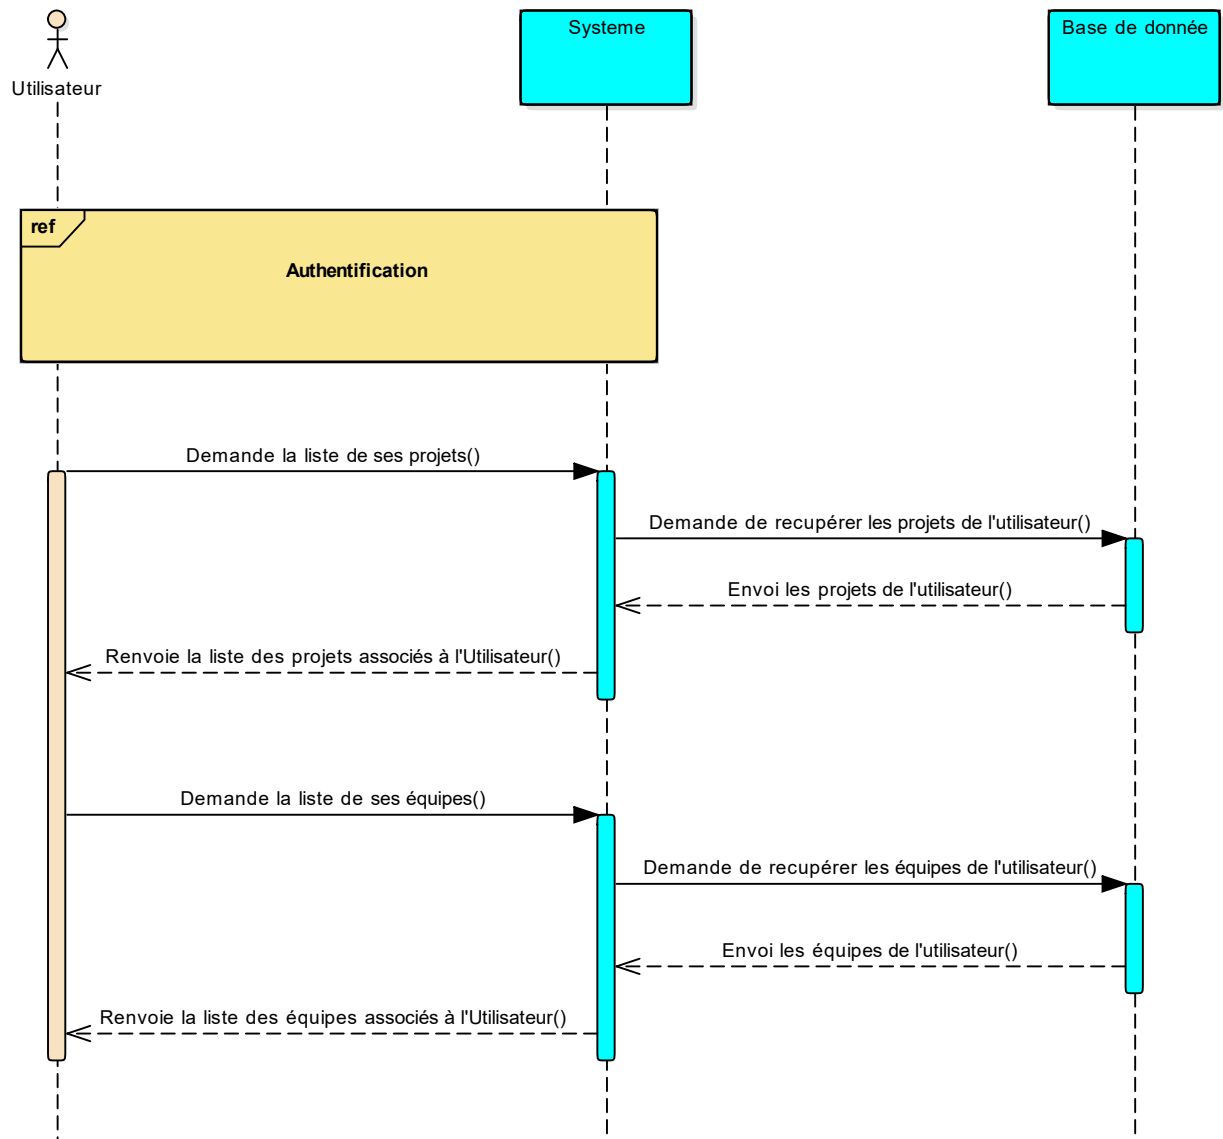 Utilisateur
Systeme
Base de donnée
ref
Authentification
Demande la liste de ses projets()
Demande de recupérer les projets de l'utilisateur()
Envoi les projets de l'utilisateur()
Renvoie la liste des projets associés à l'Utilisateur()
Demande la liste de ses équipes()
Demande de recupérer les équipes de l'utilisateur()
Envoi les équipes de l'utilisateur()
Renvoie la liste des équipes associés à l'Utilisateur()